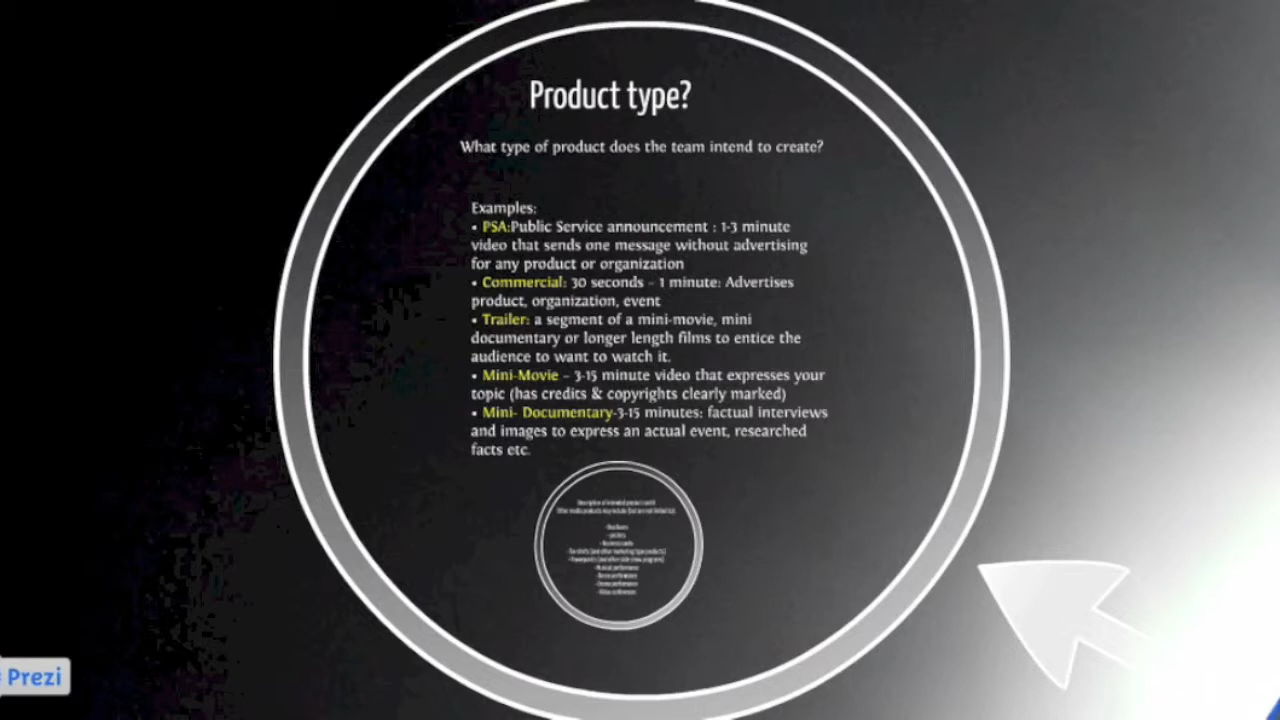 Product type?
What type of product does the team intend to create?
Examples:
• PSA:Public Service announcement : 1-3 minute
video that sends one message without advertising
for any product or organization
• Commercial: 30 seconds - 1 minute: Advertises
product, organization, event
• Trailer: a segment of a mini-movie, mini
documentary or longer length films to entice the
audience to want to watch it.
• Mini-Movie - 3-15 minute video that expresses your
topic (has credits & copyrights clearly marked)
• Mini- Documentary-3-15 minutes: factual interviews
and images to express an actual event, researched
facts etc.
Prezi